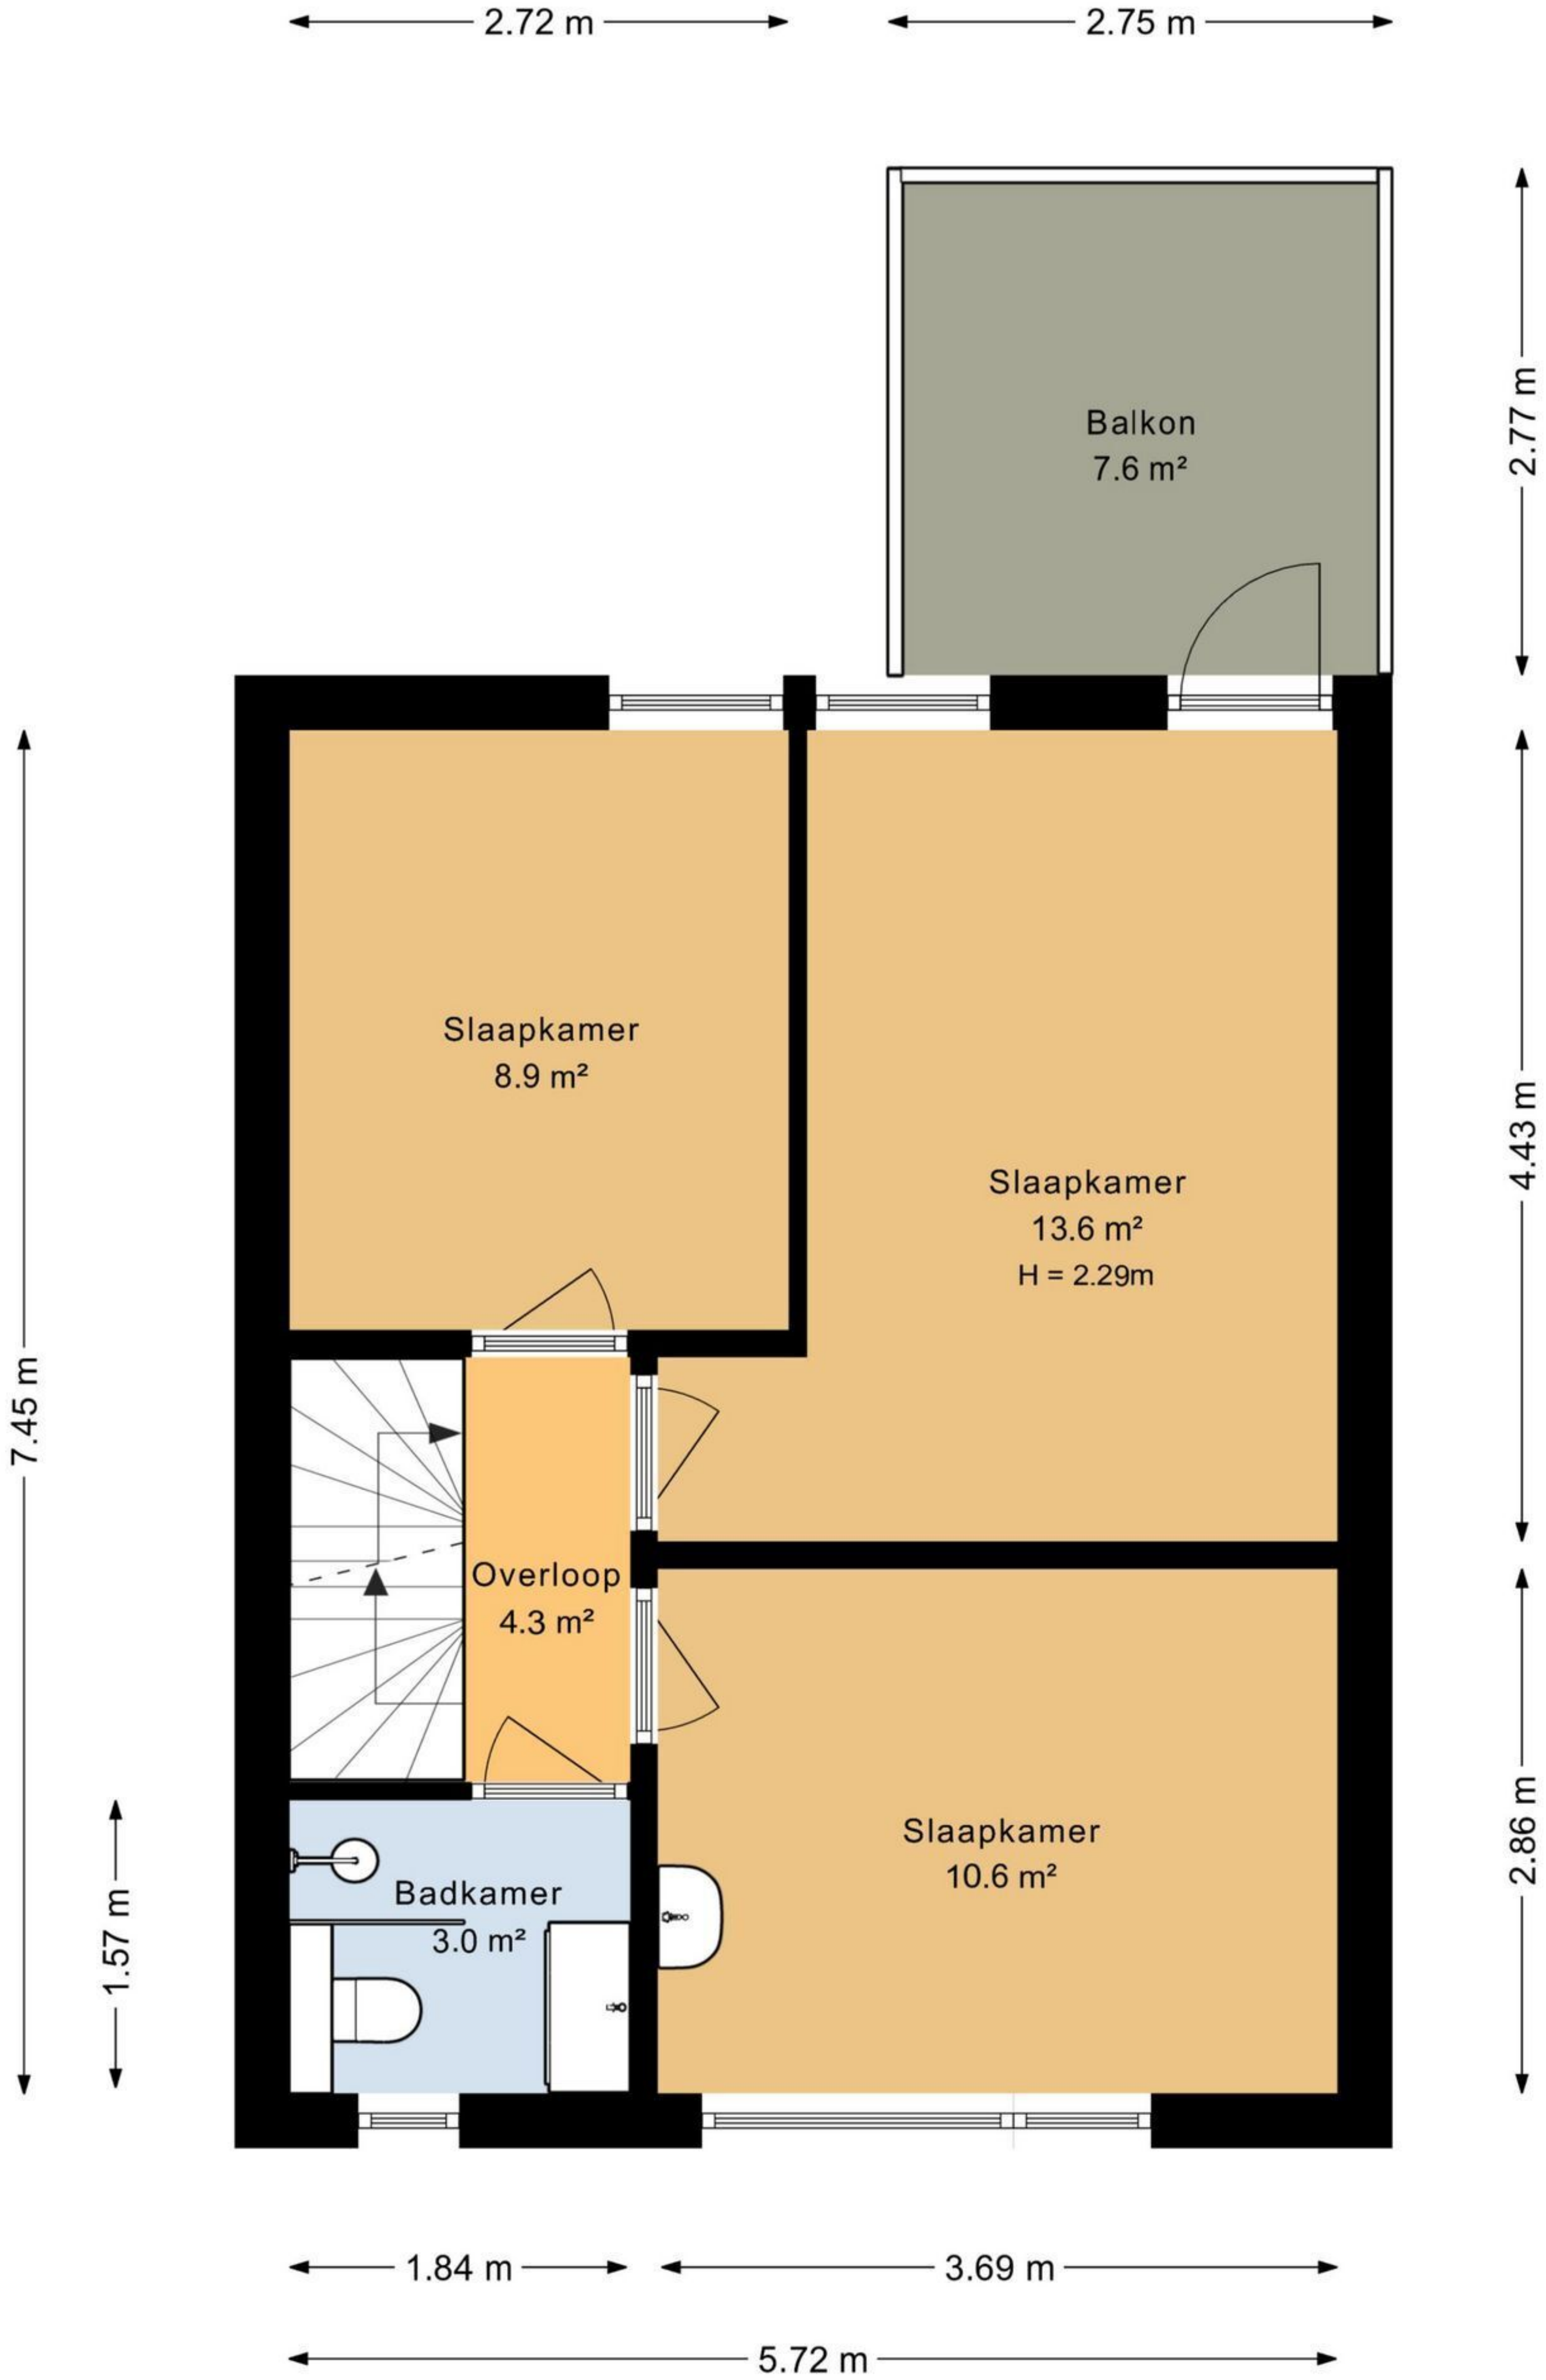 2.72 m
2.75 m
Balkon
7.6 m²
2.77 m
Slaapkamer
8.9 m²
Slaapkamer
13.6 m²
H = 2.29m
4.43 m
7.45 m
Overloop
4.3 m²
Slaapkamer
10.6 m²
2.86 m
Badkamer
3.0 m²
1.57 m
1.84 m
3.69 m
5.72 m